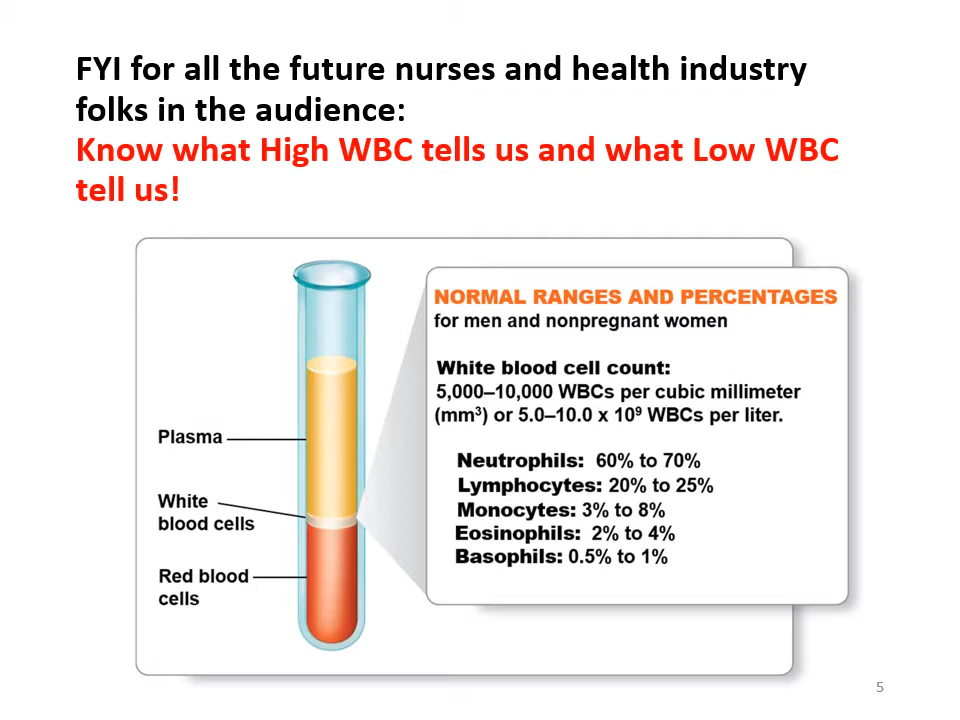 FYI for all the future nurses and health industry
folks in the audience:
Know what High WBC tells us and what Low WBC
tell us!
NORMAL RANGES AND PERCENTAGES
for men and nonpregnant women
White blood cell count:
5,000–10,000 WBCs per cubic millimeter
(mm³) or 5.0–10.0 x 10⁹ WBCs per liter.
Neutrophils: 60% to 70%
Lymphocytes: 20% to 25%
Monocytes: 3% to 8%
Eosinophils: 2% to 4%
Basophils: 0.5% to 1%
Plasma
White
blood cells
Red blood
cells
5